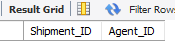 Result Grid Filter Rows
Shipment_ID Agent_ID